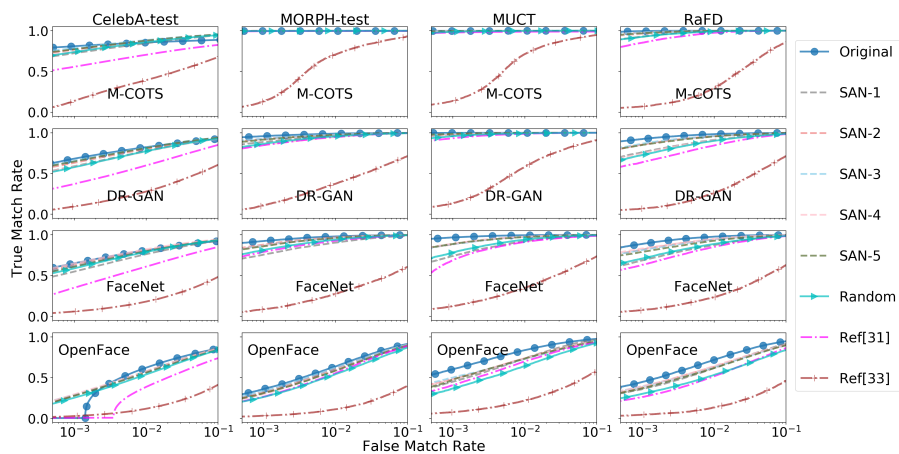 CelebA-test MORPH-test MUCT RaFD
1.0
0.5
0.0
M-COTS M-COTS M-COTS M-COTS
1.0
0.5
0.0
DR-GAN DR-GAN DR-GAN DR-GAN
1.0
0.5
0.0
FaceNet FaceNet FaceNet FaceNet
1.0
0.5
0.0
OpenFace OpenFace OpenFace OpenFace
10⁻³ 10⁻² 10⁻¹ 10⁻³ 10⁻² 10⁻¹ 10⁻³ 10⁻² 10⁻¹ 10⁻³ 10⁻² 10⁻¹
True Match Rate
False Match Rate
Original
SAN-1
SAN-2
SAN-3
SAN-4
SAN-5
Random
Ref[31]
Ref[33]